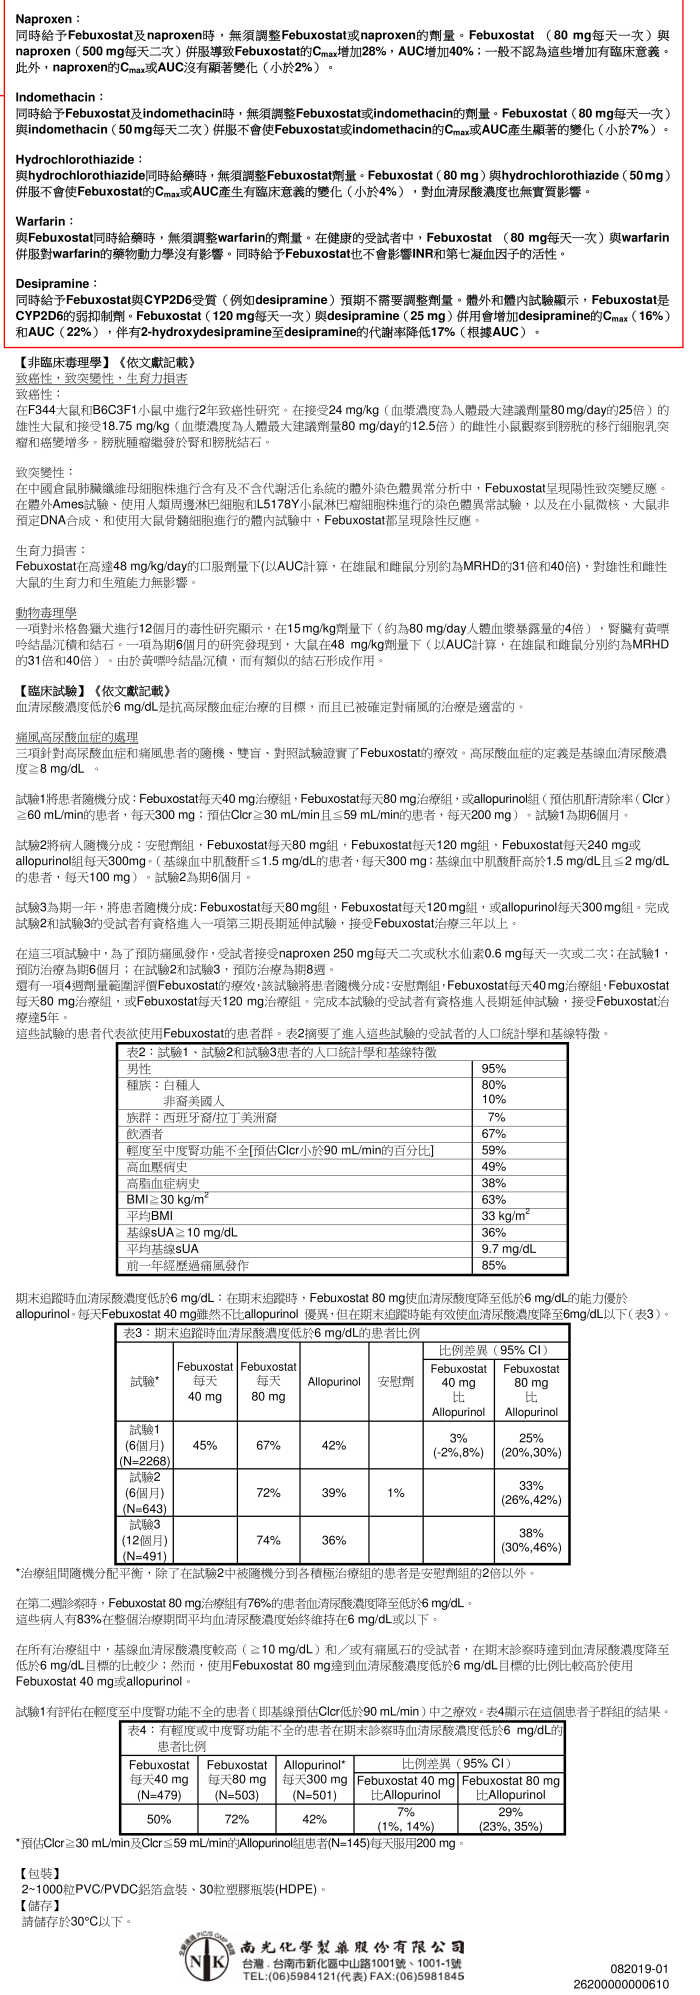 Naproxen：
同時給予Febuxostat及naproxen時，無須調整Febuxostat或naproxen的劑量。Febuxostat （80 mg每天一次）與
naproxen（500 mg每天二次）併服導致Febuxostat的Cmax增加28%，AUC增加40%；一般不認為這些增加有臨床意義。
此外，naproxen的Cmax或AUC沒有顯著變化（小於2%）。
Indomethacin：
同時給予Febuxostat及indomethacin時，無須調整Febuxostat或indomethacin的劑量。Febuxostat（80 mg每天一次）
與indomethacin（50 mg每天二次）併服不會使Febuxostat或indomethacin的Cmax或AUC產生顯著的變化（小於7%）。
Hydrochlorothiazide：
與hydrochlorothiazide同時給藥時，無須調整Febuxostat劑量。Febuxostat（80 mg）與hydrochlorothiazide（50 mg）
併服不會使Febuxostat的Cmax或AUC產生有臨床意義的變化（小於4%），對血清尿酸濃度也無實質影響。
Warfarin：
與Febuxostat同時給藥時，無須調整warfarin的劑量。在健康的受試者中，Febuxostat （80 mg每天一次）與warfarin
併服對warfarin的藥物動力學沒有影響。同時給予Febuxostat也不會影響INR和第七凝血因子的活性。
Desipramine：
同時給予Febuxostat與CYP2D6受質（例如desipramine）預期不需要調整劑量。體外和體內試驗顯示，Febuxostat是
CYP2D6的弱抑制劑。Febuxostat（120 mg每天一次）與desipramine（25 mg）併用會增加desipramine的Cmax（16%）
和AUC（22%），伴有2-hydroxydesipramine至desipramine的代謝率降低17%（根據AUC）。
【非臨床毒理學】《依文獻記載》
致癌性，致突變性，生育力損害
致癌性：
在F344大鼠和B6C3F1小鼠中進行2年致癌性研究。在接受24 mg/kg（血漿濃度為人體最大建議劑量80 mg/day的25倍）的
雄性大鼠和接受18.75 mg/kg（血漿濃度為人體最大建議劑量80 mg/day的12.5倍）的雌性小鼠觀察到膀胱的移行細胞乳突
瘤和癌變增多。膀胱腫瘤繼發於腎和膀胱結石。
致突變性：
在中國倉鼠肺臟纖維母細胞株進行含有及不含代謝活化系統的體外染色體異常分析中，Febuxostat呈現陽性致突變反應。
在體外Ames試驗、使用人類周邊淋巴細胞和L5178Y小鼠淋巴瘤細胞株進行的染色體異常試驗，以及在小鼠微核、大鼠非
預定DNA合成、和使用大鼠骨髓細胞進行的體內試驗中，Febuxostat都呈現陰性反應。
生育力損害：
Febuxostat在高達48 mg/kg/day的口服劑量下(以AUC計算，在雄鼠和雌鼠分別約為MRHD的31倍和40倍)，對雄性和雌性
大鼠的生育力和生殖能力無影響。
動物毒理學
一項對米格魯獵犬進行12個月的毒性研究顯示，在15 mg/kg劑量下（約為80 mg/day人體血漿暴露量的4倍），腎臟有黃嘌
呤結晶沉積和結石。一項為期6個月的研究發現到，大鼠在48 mg/kg劑量下（以AUC計算，在雄鼠和雌鼠分別約為MRHD
的31倍和40倍）。由於黃嘌呤結晶沉積，而有類似的結石形成作用。
【臨床試驗】《依文獻記載》
血清尿酸濃度低於6 mg/dL是抗高尿酸血症治療的目標，而且已被確定對痛風的治療是適當的。
痛風高尿酸血症的處理
三項針對高尿酸血症和痛風患者的隨機、雙盲、對照試驗證實了Febuxostat的療效。高尿酸血症的定義是基線血清尿酸濃
度≧8 mg/dL 。
試驗1將患者隨機分成：Febuxostat每天40 mg治療組，Febuxostat每天80 mg治療組，或allopurinol組（預估肌酐清除率（Clcr）
≧60 mL/min的患者，每天300 mg；預估Clcr≧30 mL/min且≦59 mL/min的患者，每天200 mg）。試驗1為期6個月。
試驗2將病人隨機分成：安慰劑組，Febuxostat每天80 mg組，Febuxostat每天120 mg組，Febuxostat每天240 mg或
allopurinol組每天300mg。（基線血中肌酸酐≦1.5 mg/dL的患者，每天300 mg；基線血中肌酸酐高於1.5 mg/dL且≦2 mg/dL
的患者，每天100 mg）。試驗2為期6個月。
試驗3為期一年，將患者隨機分成：Febuxostat每天80 mg組，Febuxostat每天120 mg組，或allopurinol每天300 mg組。完成
試驗2和試驗3的受試者有資格進入一項第三期長期延伸試驗，接受Febuxostat治療三年以上。
在這三項試驗中，為了預防痛風發作，受試者接受naproxen 250 mg每天二次或秋水仙素0.6 mg每天一次或二次；在試驗1，
預防治療為期6個月；在試驗2和試驗3，預防治療為期8週。
還有一項4週劑量範圍評價Febuxostat的療效，該試驗將患者隨機分成：安慰劑組，Febuxostat每天40 mg治療組，Febuxostat
每天80 mg治療組，或Febuxostat每天120 mg治療組。完成本試驗的受試者有資格進入長期延伸試驗，接受Febuxostat治
療達5年。
這些試驗的患者代表欲使用Febuxostat的患者群。表2摘要了進入這些試驗的受試者的人口統計學和基線特徵。
表2：試驗1、試驗2和試驗3患者的人口統計學和基線特徵
男性 95%
種族：白種人 80%
非裔美國人 10%
族群：西班牙裔/拉丁美洲裔 7%
飲酒者 67%
輕度至中度腎功能不全[預估Clcr小於90 mL/min的百分比] 59%
高血壓病史 49%
高脂血症病史 38%
BMI≧30 kg/m2 63%
平均BMI 33 kg/m2
基線sUA≧10 mg/dL 36%
平均基線sUA 9.7 mg/dL
前一年經歷過痛風發作 85%
期末追蹤時血清尿酸濃度低於6 mg/dL：在期末追蹤時，Febuxostat 80 mg使血清尿酸度降至低於6 mg/dL的能力優於
allopurinol。每天Febuxostat 40 mg雖然不比allopurinol 優異，但在期末追蹤時能有效使血清尿酸濃度降至6mg/dL以下（表3）。
表3：期末追蹤時血清尿酸濃度低於6 mg/dL的患者比例
試驗* Febuxostat 每天 40 mg Febuxostat 每天 80 mg Allopurinol 安慰劑 比例差異（95% CI）
Febuxostat 40 mg 比 Allopurinol Febuxostat 80 mg 比 Allopurinol
試驗1 (6個月) (N=2268) 45% 67% 42% 3% (-2%,8%) 25% (20%,30%)
試驗2 (6個月) (N=643) 72% 39% 1% 33% (26%,42%)
試驗3 (12個月) (N=491) 74% 36% 38% (30%,46%)
*治療組間隨機分配平衡，除了在試驗2中被隨機分到各積極治療組的患者是安慰劑組的2倍以外。
在第二週診察時，Febuxostat 80 mg治療組有76%的患者血清尿酸濃度降至低於6 mg/dL。
這些病人有83%在整個治療期間平均血清尿酸濃度始終維持在6 mg/dL或以下。
在所有治療組中，基線血清尿酸濃度較高（≧10 mg/dL）和／或有痛風石的受試者，在期末診察時達到血清尿酸濃度降至
低於6 mg/dL目標的比較少；然而，使用Febuxostat 80 mg達到血清尿酸濃度低於6 mg/dL目標的比例比較高於使用
Febuxostat 40 mg或allopurinol。
試驗1有評估在輕度至中度腎功能不全的患者（即基線預估Clcr低於90 mL/min）中之療效。表4顯示在這個患者子群組的結果。
表4：有輕度或中度腎功能不全的患者在期末診察時血清尿酸濃度低於6 mg/dL的
患者比例
Febuxostat 每天40 mg (N=479) Febuxostat 每天80 mg (N=503) Allopurinol* 每天300 mg (N=501) 比例差異（95% CI）
Febuxostat 40 mg 比Allopurinol Febuxostat 80 mg 比Allopurinol
50% 72% 42% 7% (1%, 14%) 29% (23%, 35%)
*預估Clcr≧30 mL/min及Clcr≦59 mL/min的Allopurinol組患者(N=145)每天服用200 mg。
【包裝】
2~1000粒PVC/PVDC鋁箔盒裝、30粒塑膠瓶裝(HDPE)。
【儲存】
請儲存於30°C以下。
全廠通過 PIC/S GMP 認證
NK
南光化學製藥股份有限公司
台灣．台南市新化區中山路1001號、1001-1號
TEL:(06)5984121(代表) FAX:(06)5981845
082019-01
26200000000610